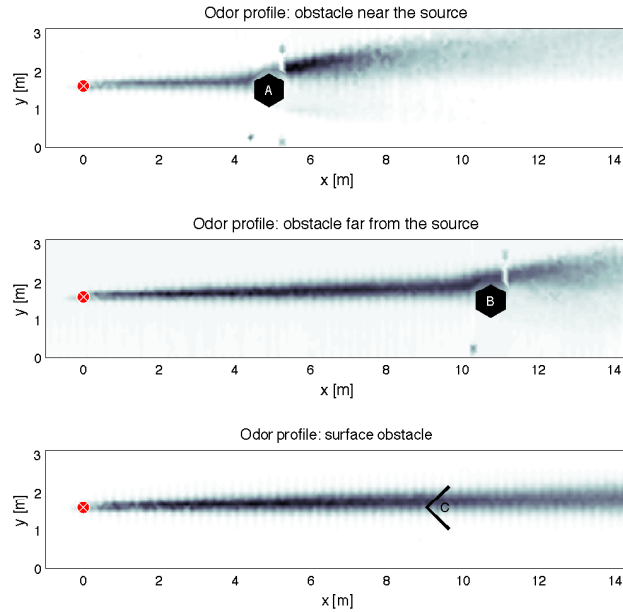 Odor profile: obstacle near the source
3
2
1
0
y [m]
A
0 2 4 6 8 10 12 14
x [m]
Odor profile: obstacle far from the source
3
2
1
0
y [m]
B
0 2 4 6 8 10 12 14
x [m]
Odor profile: surface obstacle
3
2
1
0
y [m]
C
0 2 4 6 8 10 12 14
x [m]